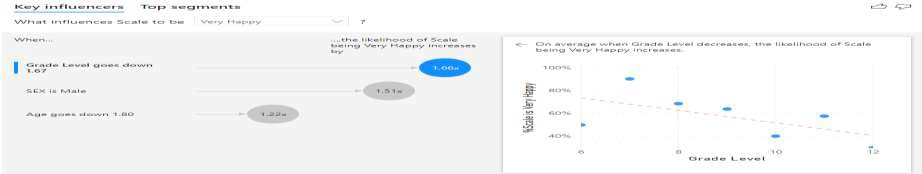 Key influencers Top segments
What influences Scale to be Very Happy ?
When...
...the likelihood of Scale
being Very Happy increases
by
Grade Level goes down
1.67
1.66x
SEX is Male
1.51x
Age goes down 1.80
1.22x
On average when Grade Level decreases, the likelihood of Scale
being Very Happy increases.
%Scale is Very Happy
100%
80%
60%
40%
6 8 10 12
Grade Level